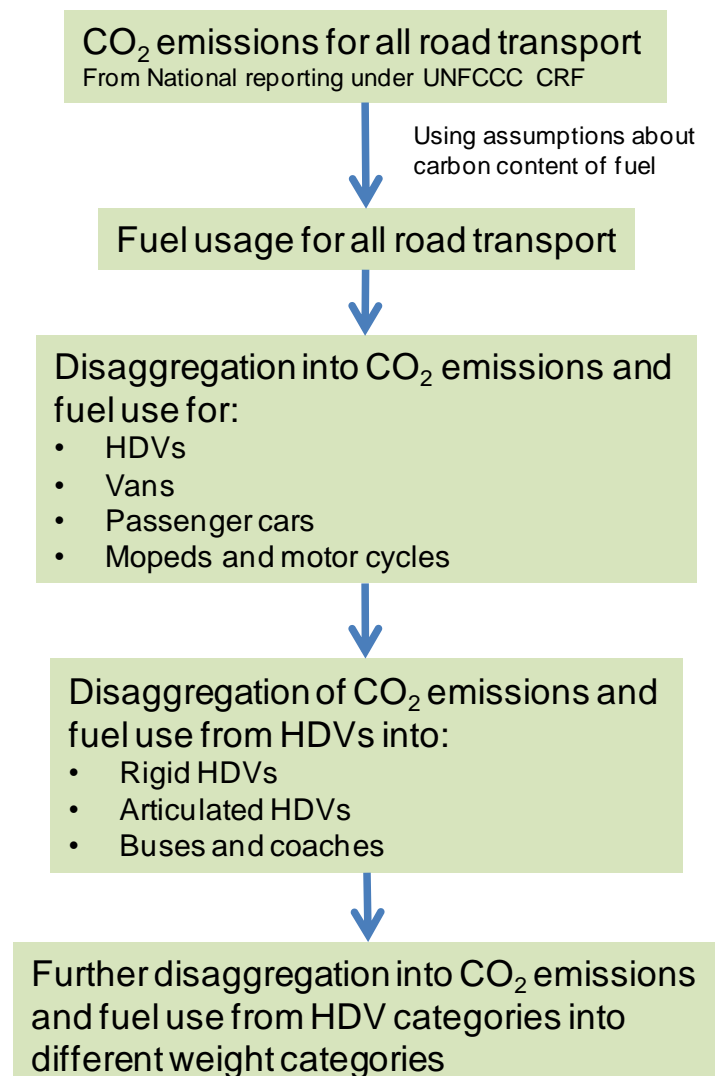 CO₂ emissions for all road transport
From National reporting under UNFCCC CRF
Using assumptions about
carbon content of fuel
Fuel usage for all road transport
Disaggregation into CO₂ emissions and
fuel use for:
• HDVs
• Vans
• Passenger cars
• Mopeds and motor cycles
Disaggregation of CO₂ emissions and
fuel use from HDVs into:
• Rigid HDVs
• Articulated HDVs
• Buses and coaches
Further disaggregation into CO₂ emissions
and fuel use from HDV categories into
different weight categories